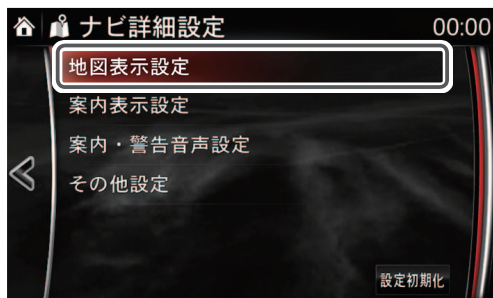 ナビ詳細設定 00:00
地図表示設定
案内表示設定
案内・警告音声設定
その他設定
設定初期化